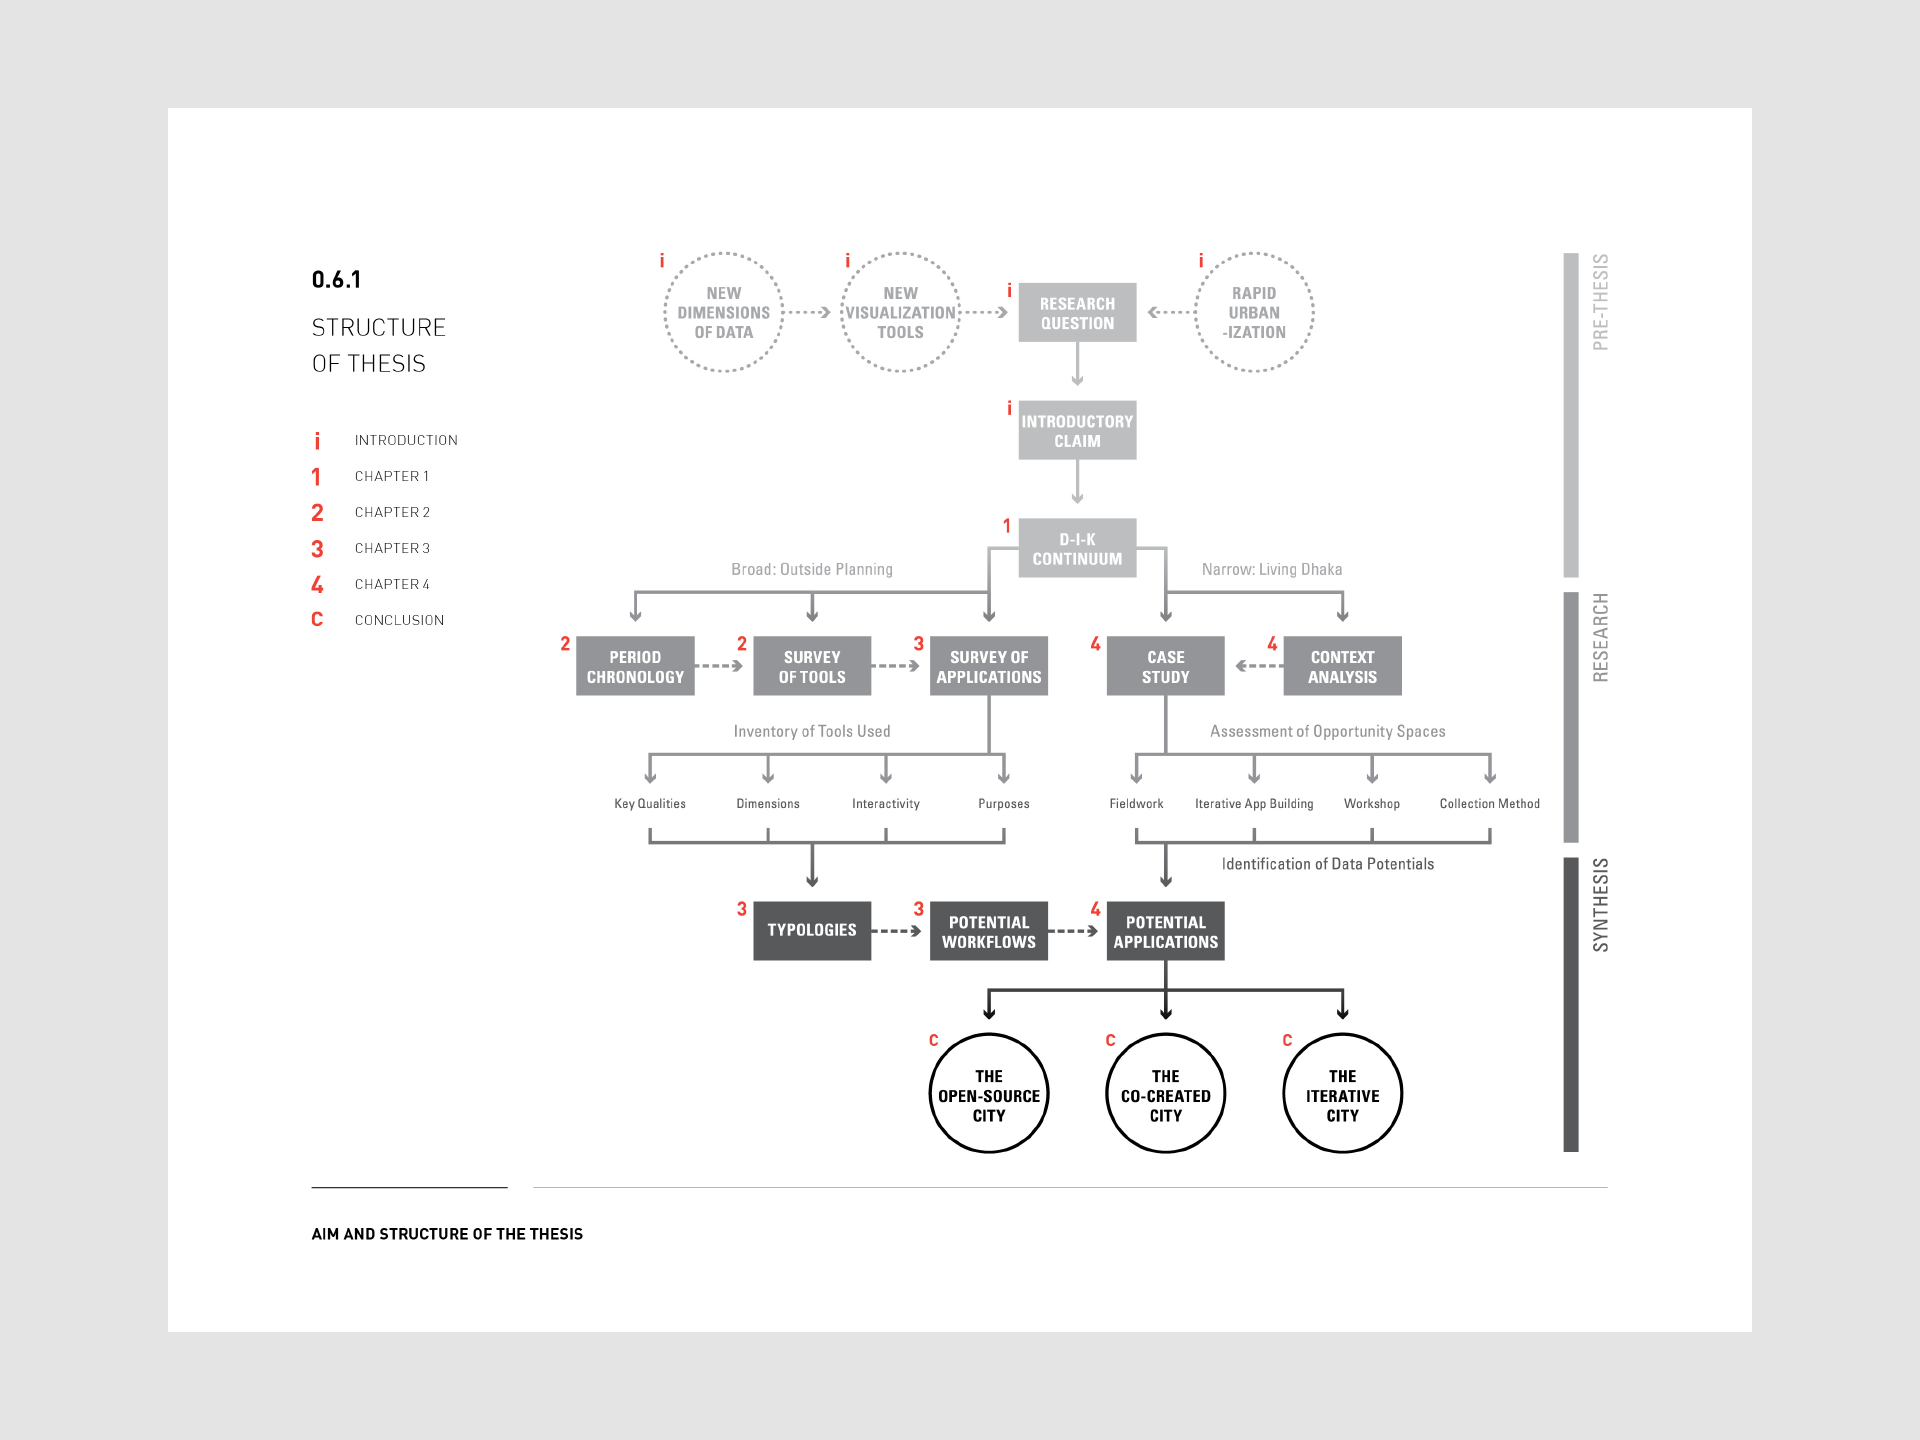 0.6.1
STRUCTURE
OF THESIS
i INTRODUCTION
1 CHAPTER 1
2 CHAPTER 2
3 CHAPTER 3
4 CHAPTER 4
C CONCLUSION
i
NEW
DIMENSIONS
OF DATA
i
NEW
VISUALIZATION
TOOLS
i
RESEARCH
QUESTION
i
RAPID
URBAN
-IZATION
i
INTRODUCTORY
CLAIM
1
D-I-K
CONTINUUM
Broad: Outside Planning
Narrow: Living Dhaka
2
PERIOD
CHRONOLOGY
2
SURVEY
OF TOOLS
3
SURVEY OF
APPLICATIONS
4
CASE
STUDY
4
CONTEXT
ANALYSIS
Inventory of Tools Used
Assessment of Opportunity Spaces
Key Qualities
Dimensions
Interactivity
Purposes
Fieldwork
Iterative App Building
Workshop
Collection Method
Identification of Data Potentials
3
TYPOLOGIES
3
POTENTIAL
WORKFLOWS
4
POTENTIAL
APPLICATIONS
C
THE
OPEN-SOURCE
CITY
C
THE
CO-CREATED
CITY
C
THE
ITERATIVE
CITY
PRE-THESIS
RESEARCH
SYNTHESIS
AIM AND STRUCTURE OF THE THESIS